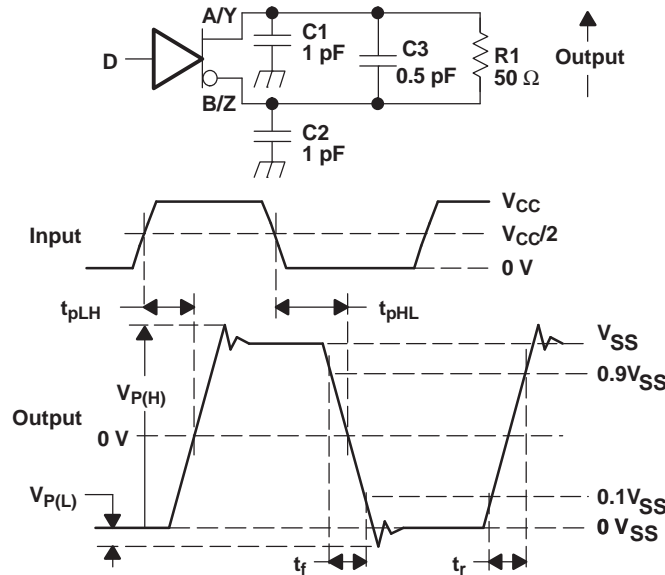 A/Y
C1
1 pF
C3
0.5 pF
R1
50 Ω
Output
D
B/Z
C2
1 pF
VCC
Input
VCC/2
0 V
tpLH
tpHL
VSS
0.9VSS
VP(H)
Output
0 V
VP(L)
0.1VSS
0 VSS
tf
tr